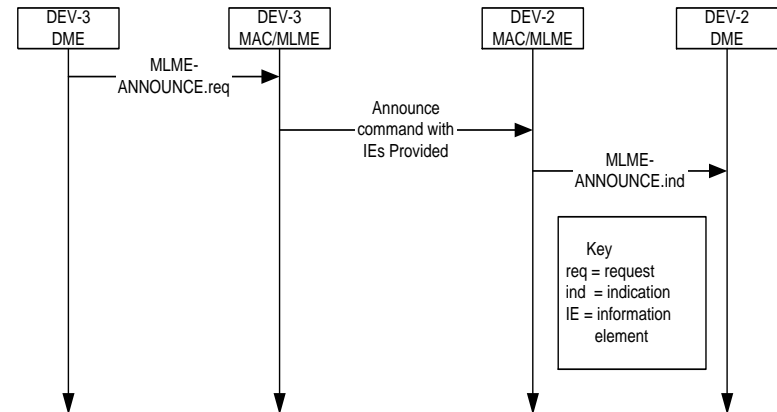 DEV-3
DME
DEV-3
MAC/MLME
DEV-2
MAC/MLME
DEV-2
DME
MLME-
ANNOUNCE.req
Announce
command with
IEs Provided
MLME-
ANNOUNCE.ind
Key
req = request
ind = indication
IE = information
element